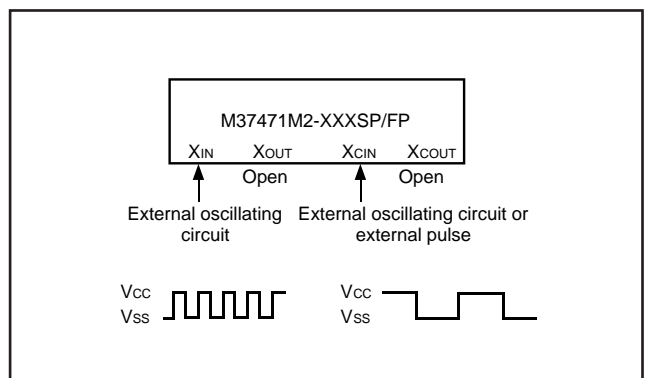 M37471M2-XXXSP/FP
XIN XOUT XCIN XCOUT
Open Open
External oscillating circuit
External oscillating circuit or external pulse
VCC
VSS
VCC
VSS